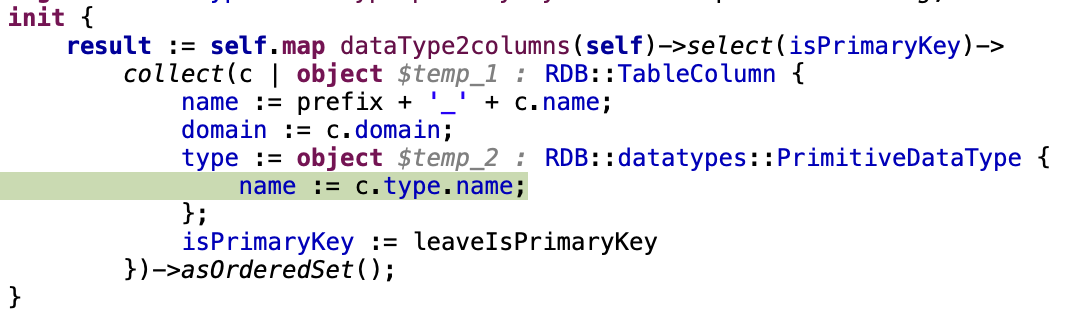 init {
result := self.map dataType2columns(self)->select(isPrimaryKey)->
collect(c | object $temp_1 : RDB::TableColumn {
name := prefix + '_' + c.name;
domain := c.domain;
type := object $temp_2 : RDB::datatypes::PrimitiveDataType {
name := c.type.name;
};
isPrimaryKey := leaveIsPrimaryKey
})->asOrderedSet();
}